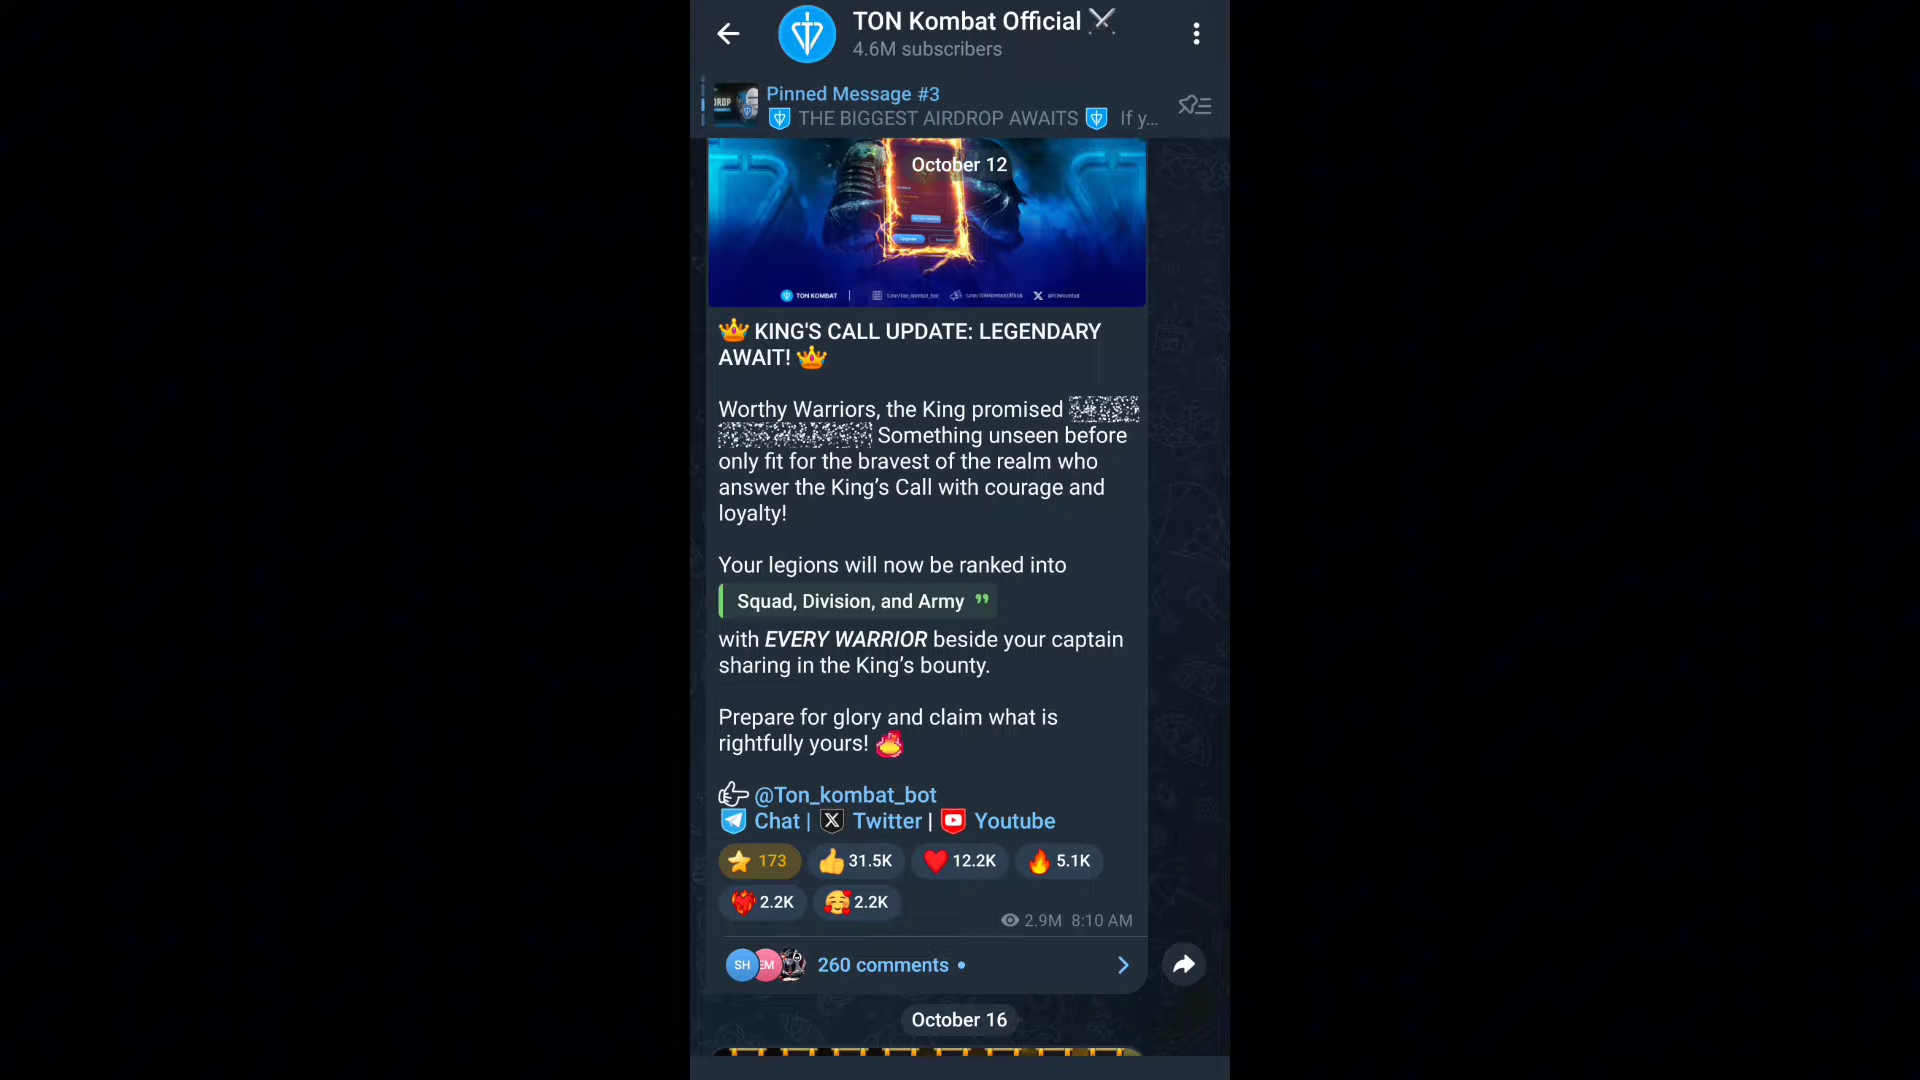 TON Kombat Official
4.6M subscribers
Pinned Message #3
THE BIGGEST AIRDROP AWAITS If y...
October 12
TON KOMBAT
KING'S CALL UPDATE: LEGENDARY
AWAIT!
Worthy Warriors, the King promised
Something unseen before
only fit for the bravest of the realm who
answer the King’s Call with courage and
loyalty!
Your legions will now be ranked into
Squad, Division, and Army
with EVERY WARRIOR beside your captain
sharing in the King’s bounty.
Prepare for glory and claim what is
rightfully yours!
@Ton_kombat_bot
Chat | Twitter | Youtube
173 31.5K 12.2K 5.1K
2.2K 2.2K
2.9M 8:10 AM
SH EM 260 comments
October 16